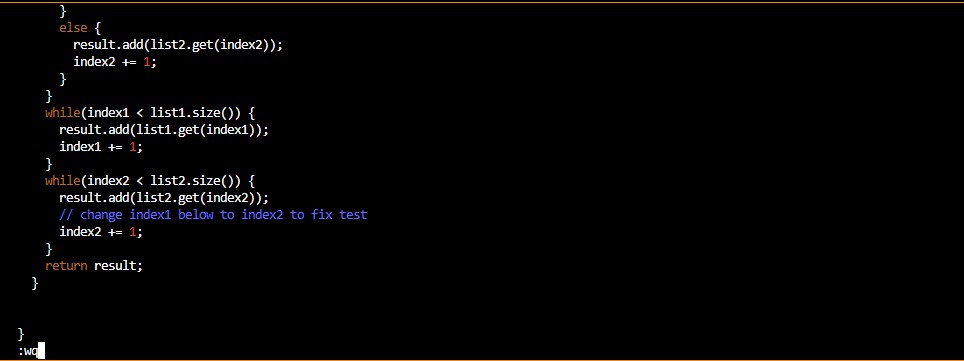 }
      else {
        result.add(list2.get(index2));
        index2 += 1;
      }
    }
    while(index1 < list1.size()) {
      result.add(list1.get(index1));
      index1 += 1;
    }
    while(index2 < list2.size()) {
      result.add(list2.get(index2));
      // change index1 below to index2 to fix test
      index2 += 1;
    }
    return result;
  }
}
:wq